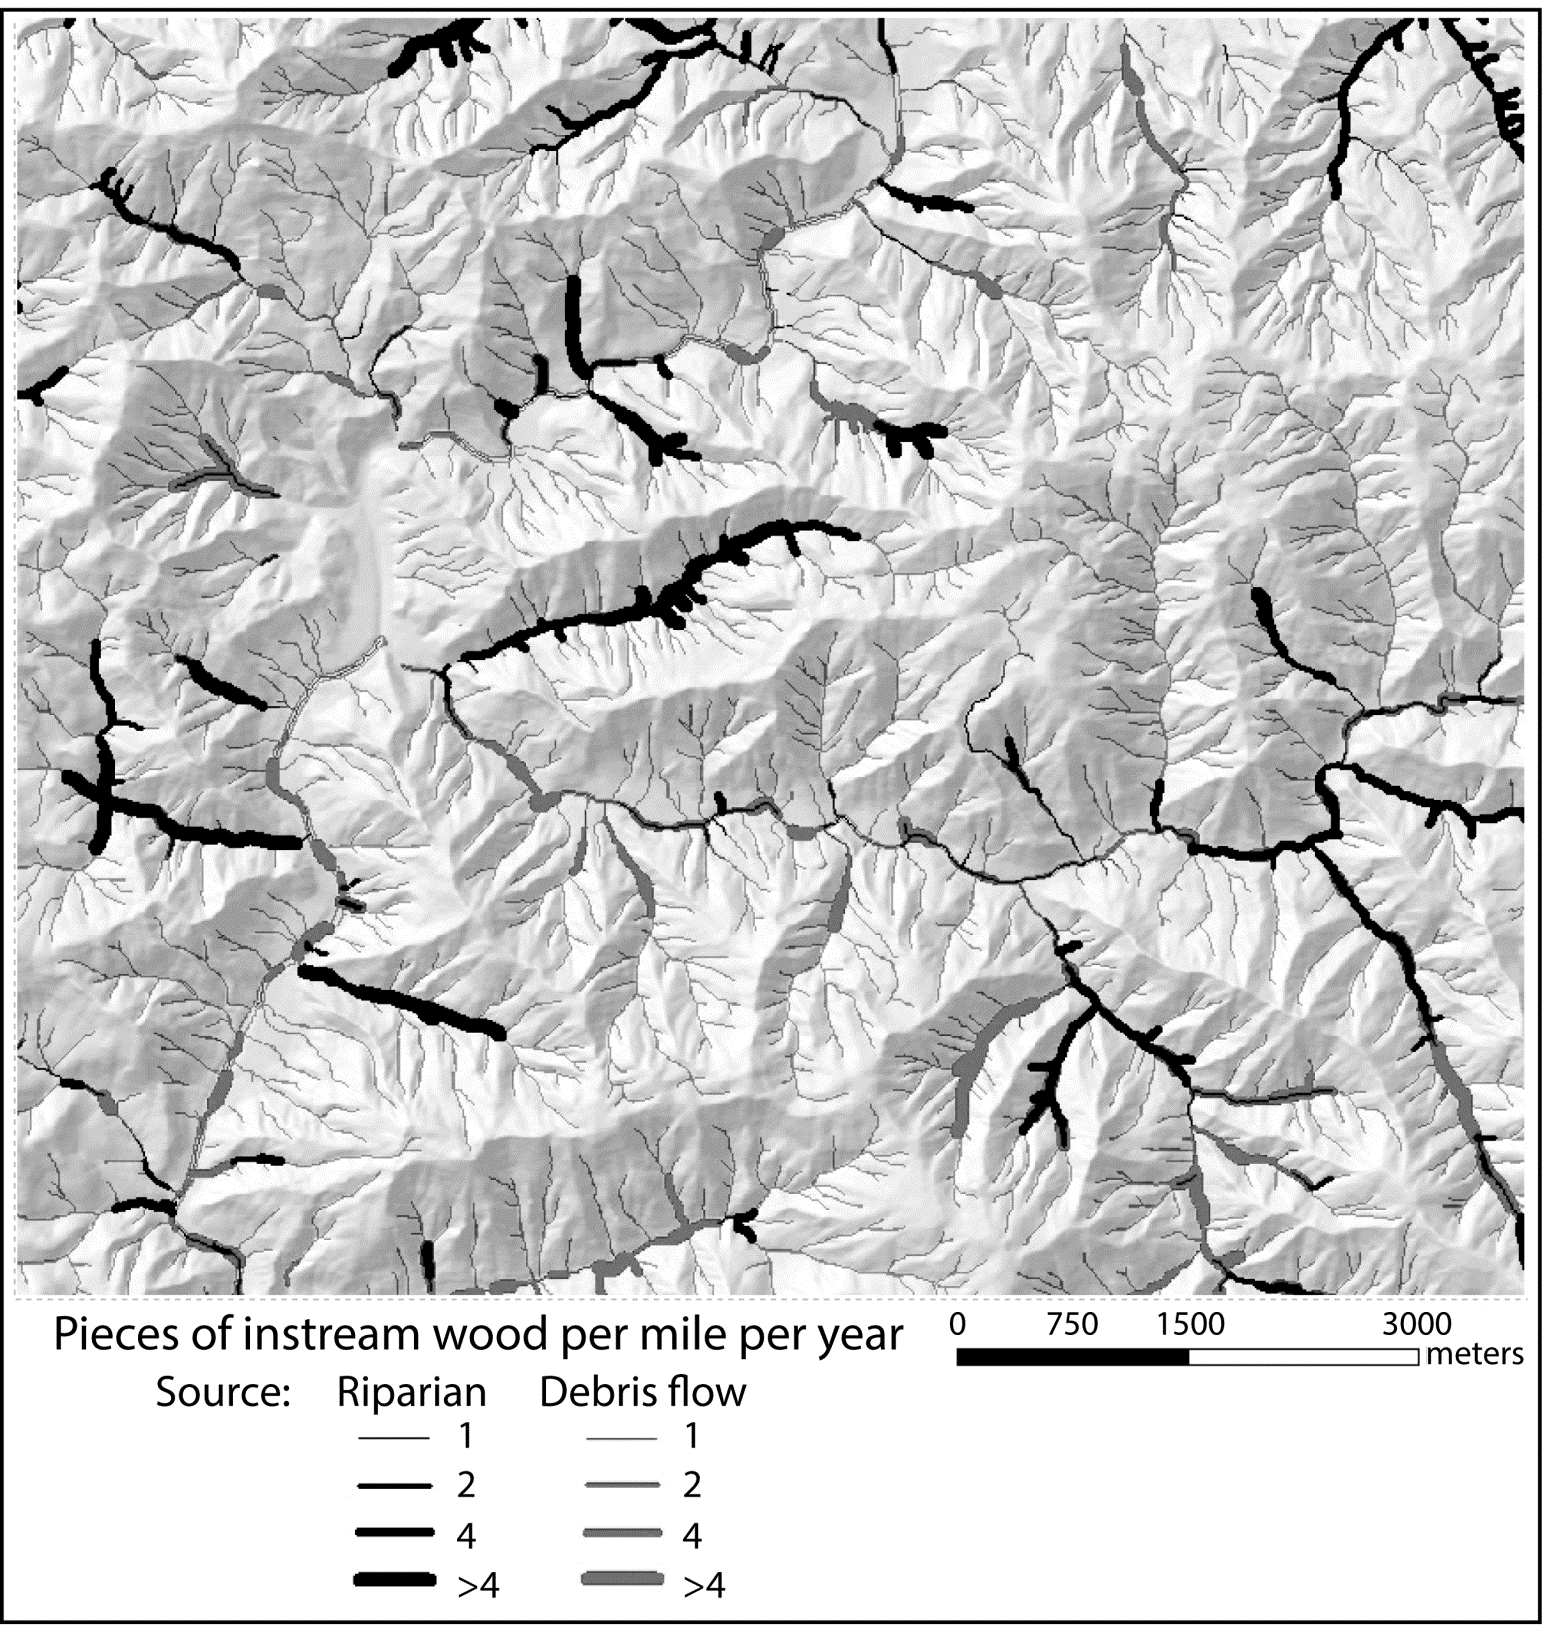 Pieces of instream wood per mile per year
0 750 1500 3000
meters
Source: Riparian Debris flow
1 1
2 2
4 4
>4 >4